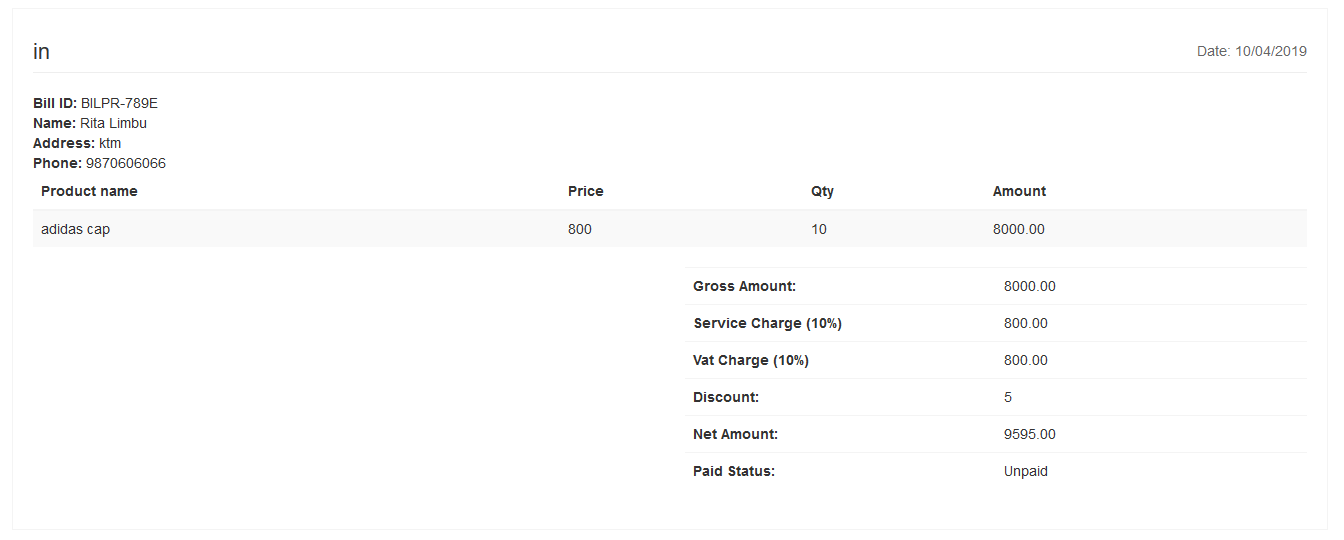 in
Date: 10/04/2019
Bill ID: BILPR-789E
Name: Rita Limbu
Address: ktm
Phone: 9870606066
Product name Price Qty Amount
adidas cap 800 10 8000.00
Gross Amount: 8000.00
Service Charge (10%) 800.00
Vat Charge (10%) 800.00
Discount: 5
Net Amount: 9595.00
Paid Status: Unpaid